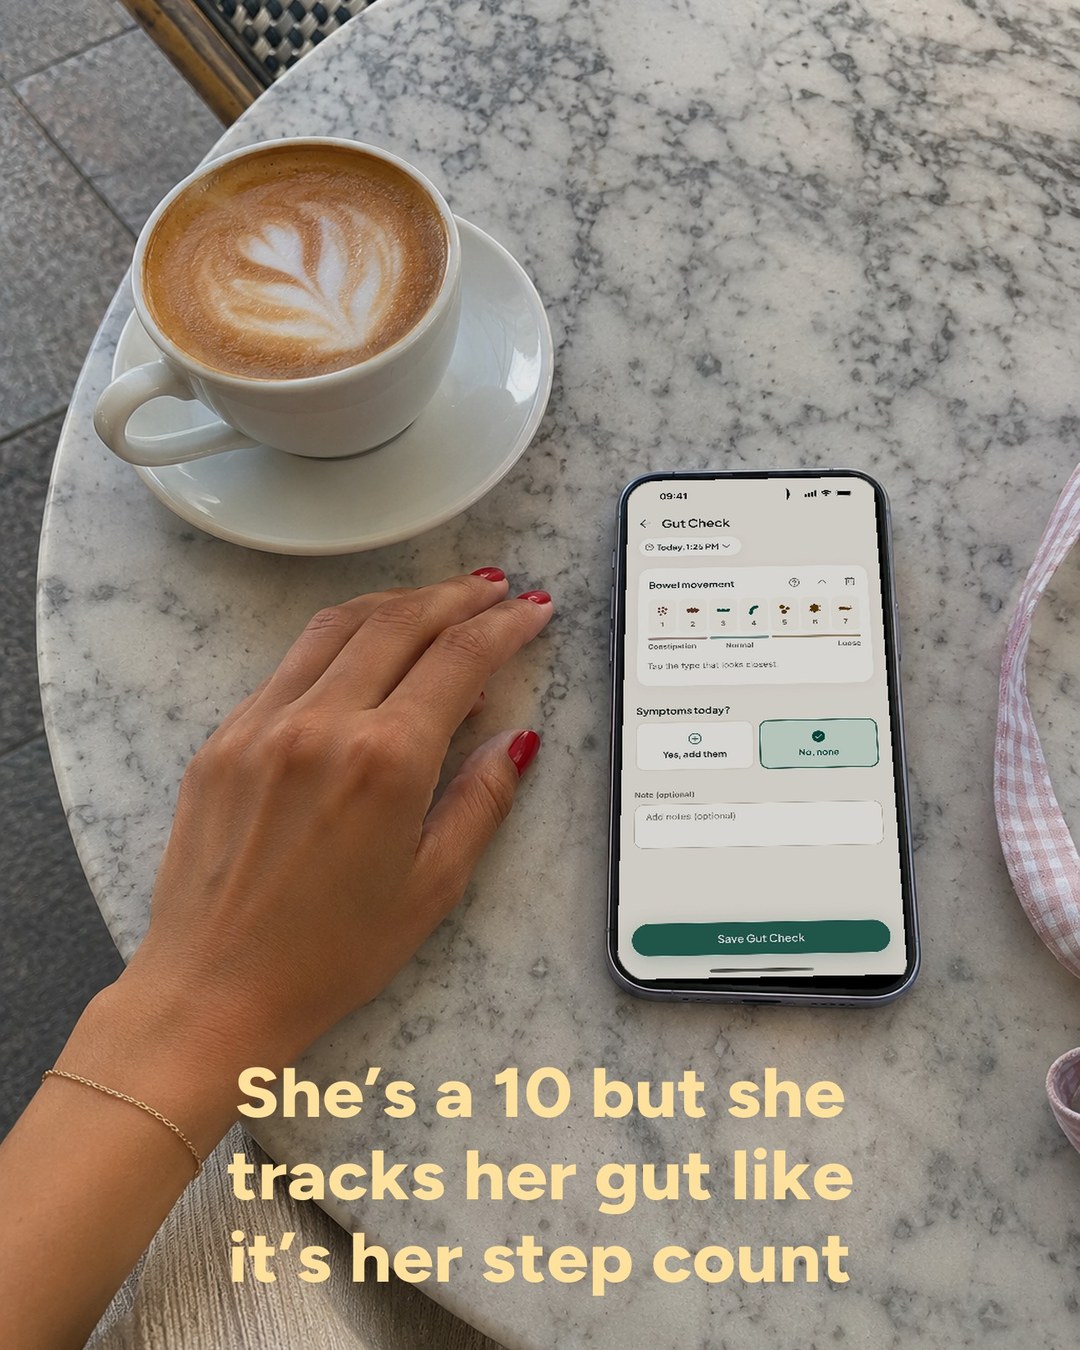 09:41
Gut Check
Today, 1:25 PM
Bowel movement
1 2 3 4 5 6 7
Constipation Normal Loose
Tap the type that looks closest.
Symptoms today?
Yes, add them No, none
Note (optional)
Add notes (optional)
Save Gut Check
She’s a 10 but she
tracks her gut like
it’s her step count